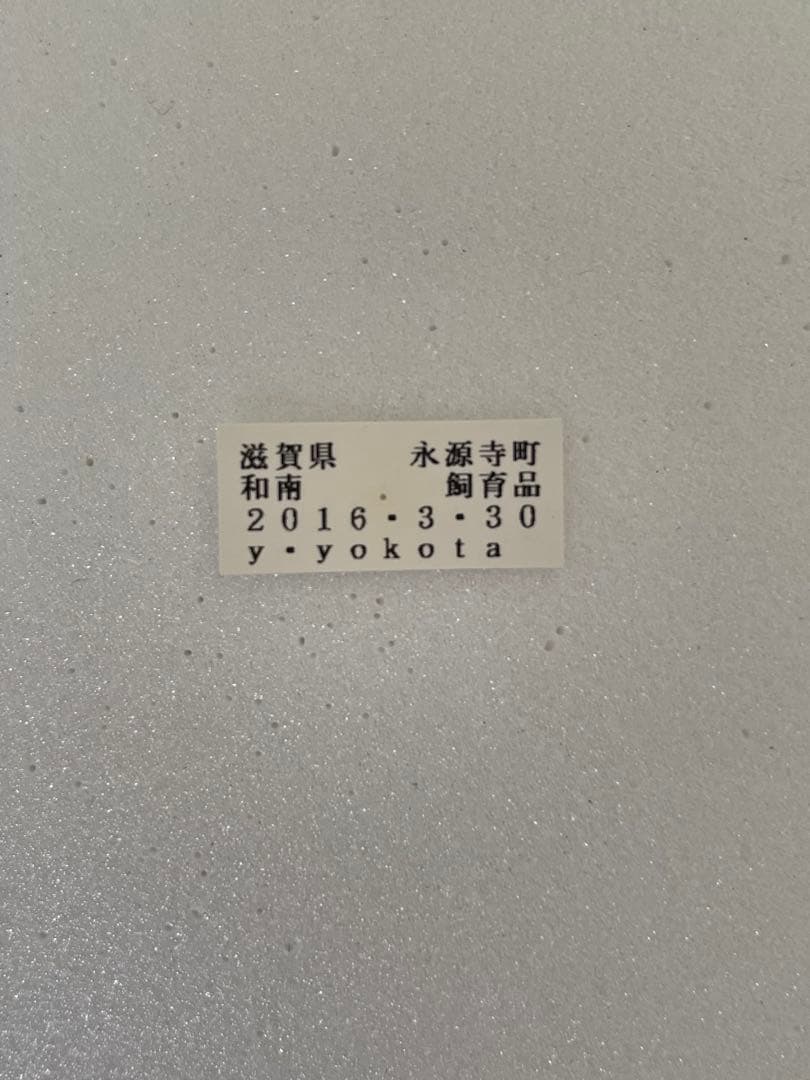 滋賀県　　永源寺町
和南　　　　飼育品
２０１６・３・３０
ｙ・ｙｏｋｏｔａ